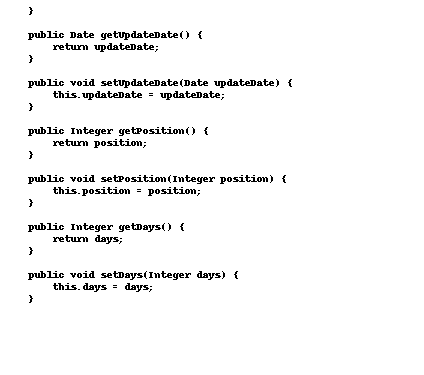 }
public Date getUpdateDate() {
return updateDate;
}
public void setUpdateDate(Date updateDate) {
this.updateDate = updateDate;
}
public Integer getPosition() {
return position;
}
public void setPosition(Integer position) {
this.position = position;
}
public Integer getDays() {
return days;
}
public void setDays(Integer days) {
this.days = days;
}